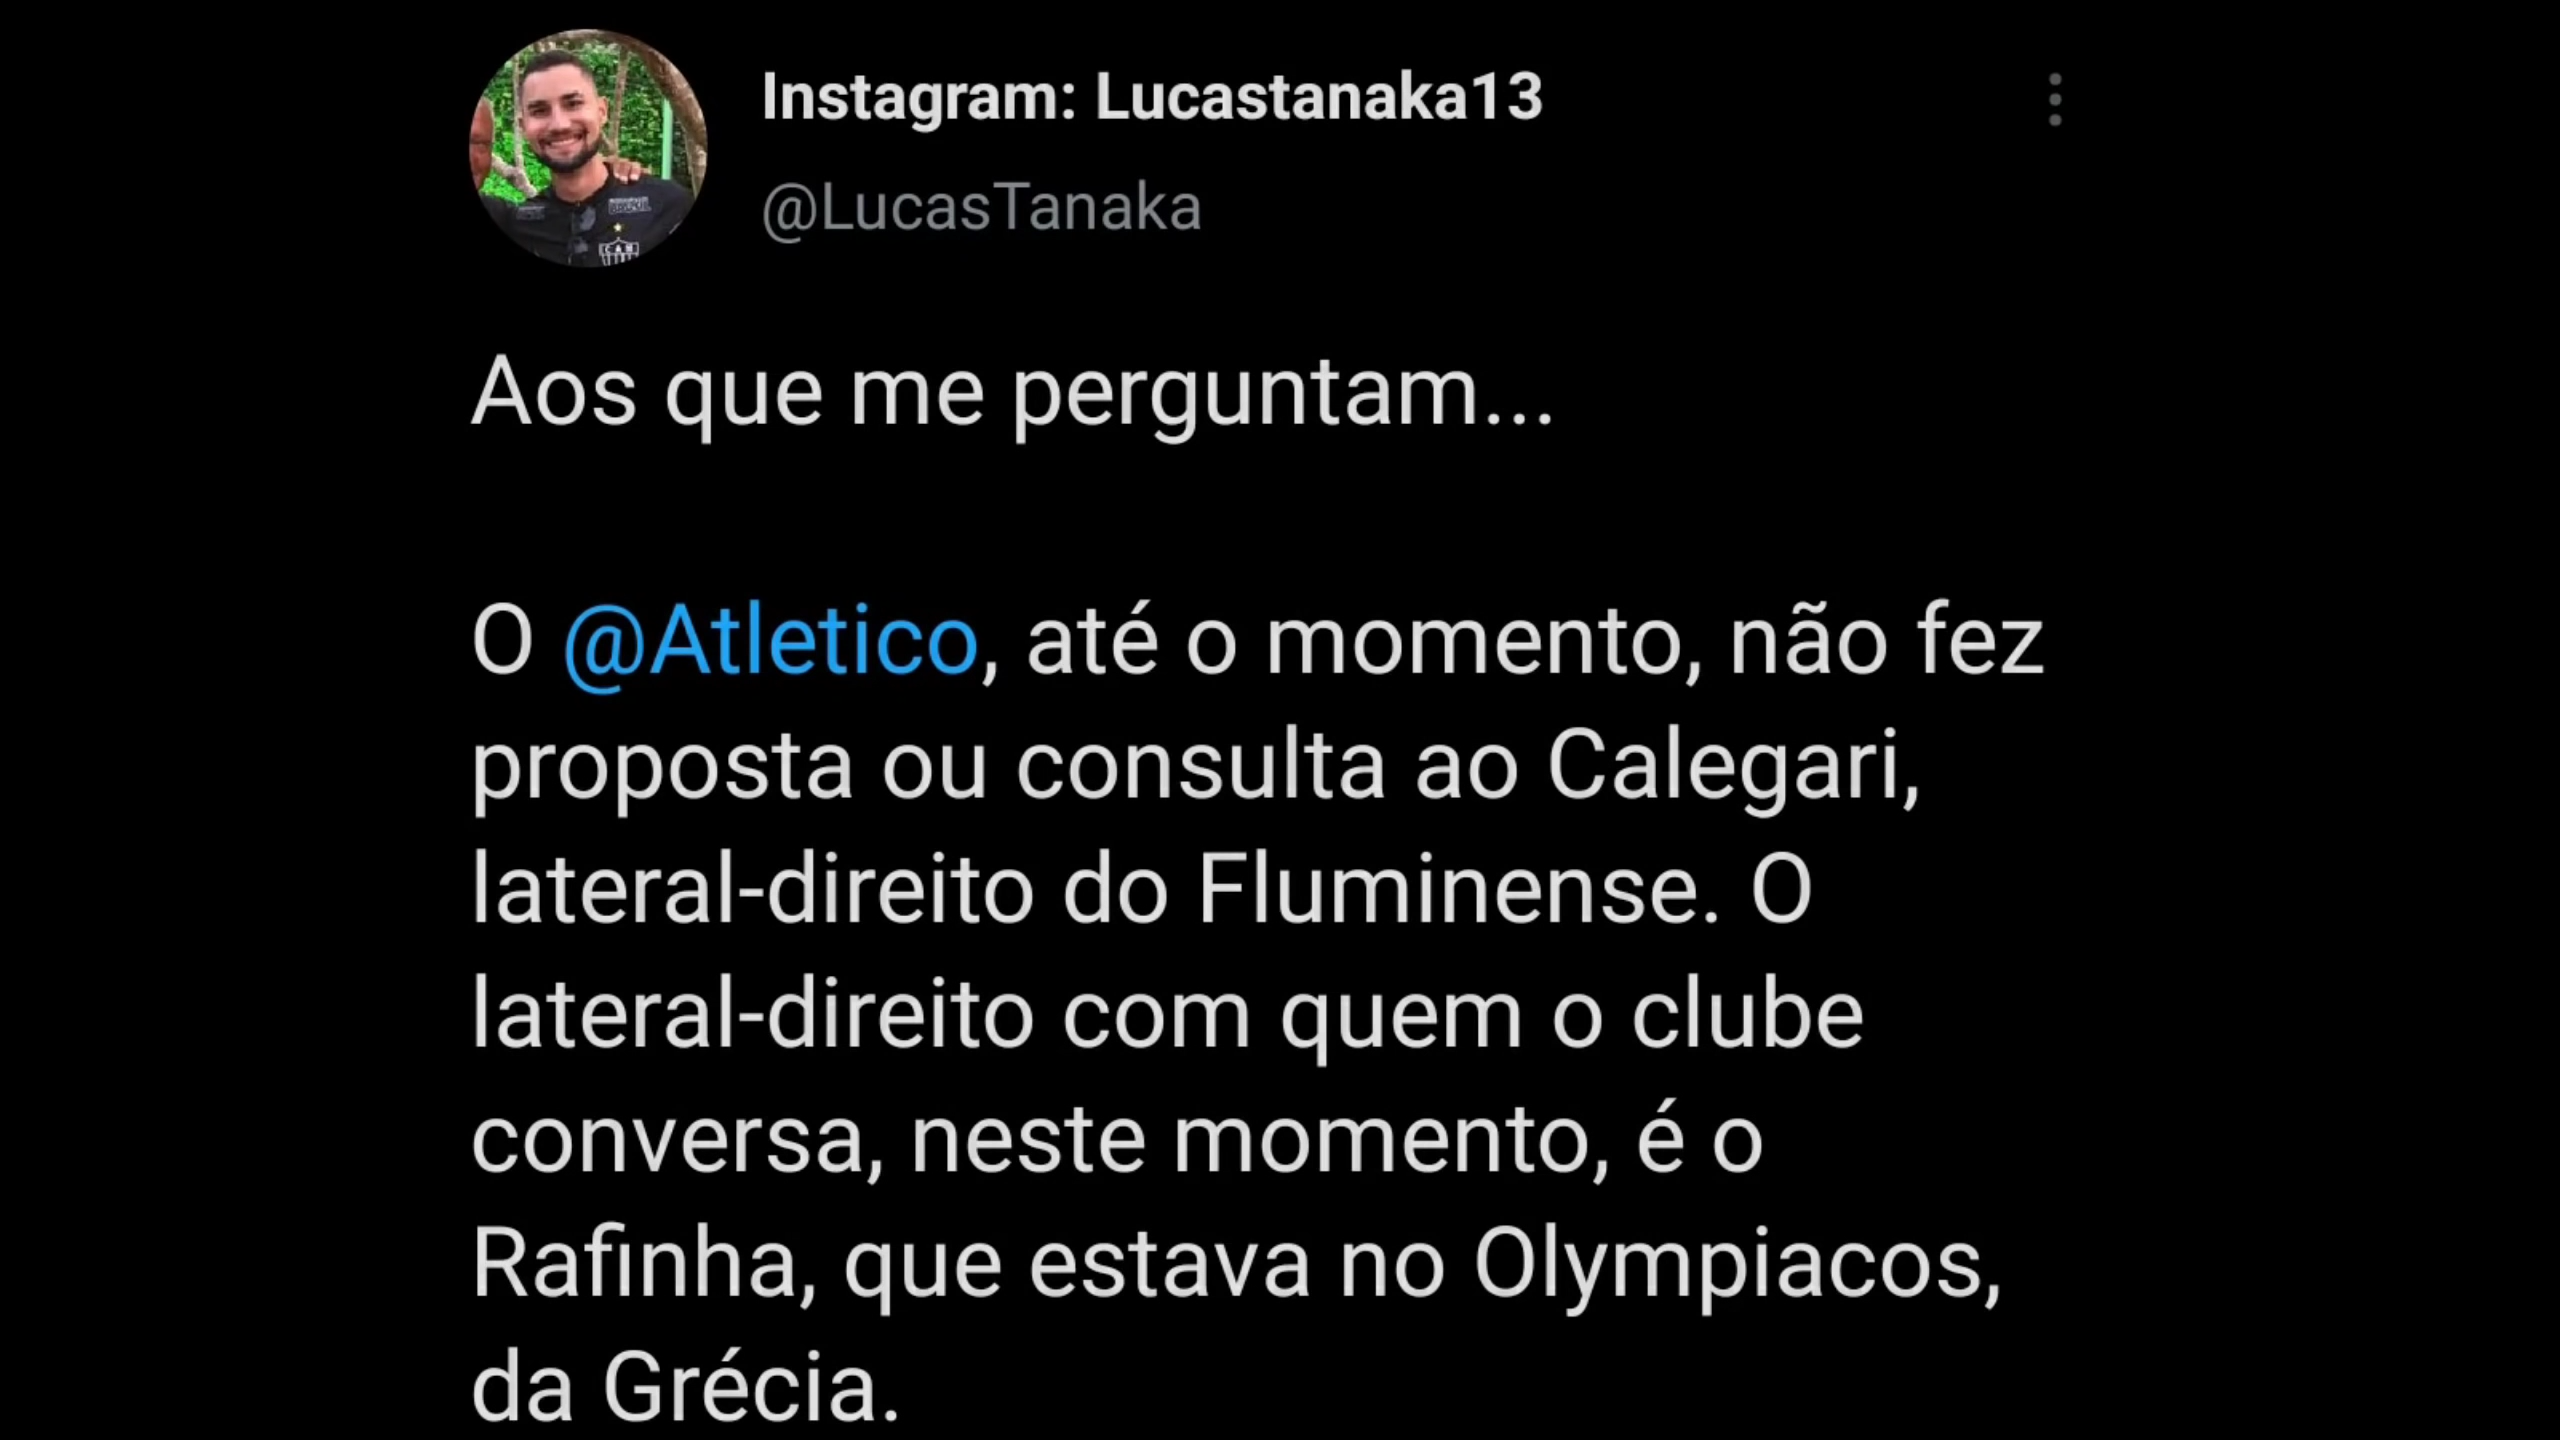 Instagram: Lucastanaka13
@LucasTanaka
Aos que me perguntam...
O @Atletico, até o momento, não fez
proposta ou consulta ao Calegari,
lateral-direito do Fluminense. O
lateral-direito com quem o clube
conversa, neste momento, é o
Rafinha, que estava no Olympiacos,
da Grécia.
CAM